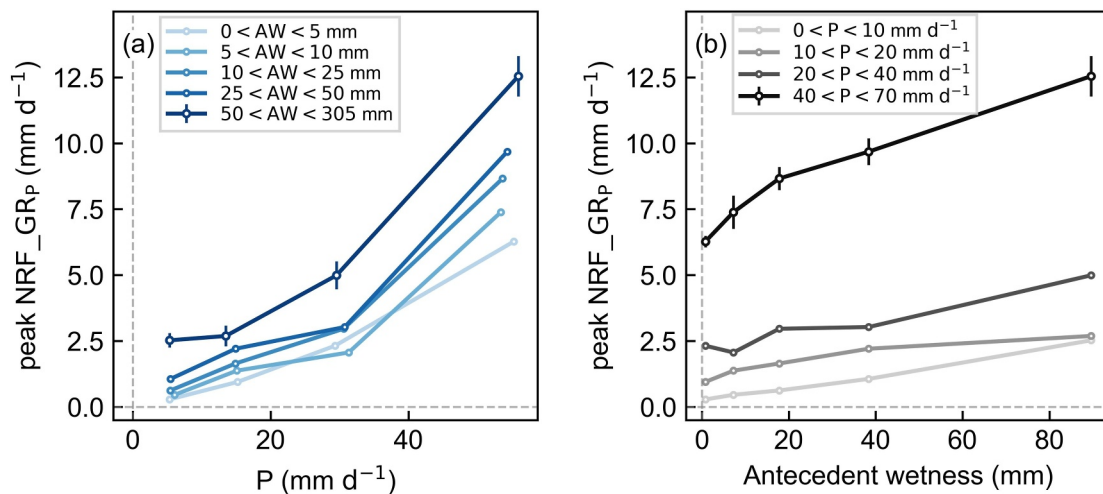 (a)
0 < AW < 5 mm
5 < AW < 10 mm
10 < AW < 25 mm
25 < AW < 50 mm
50 < AW < 305 mm
12.5
10.0
7.5
5.0
2.5
0.0
peak NRF_GRₚ (mm d⁻¹)
0 20 40
P (mm d⁻¹)
(b)
0 < P < 10 mm d⁻¹
10 < P < 20 mm d⁻¹
20 < P < 40 mm d⁻¹
40 < P < 70 mm d⁻¹
12.5
10.0
7.5
5.0
2.5
0.0
peak NRF_GRₚ (mm d⁻¹)
0 20 40 60 80
Antecedent wetness (mm)